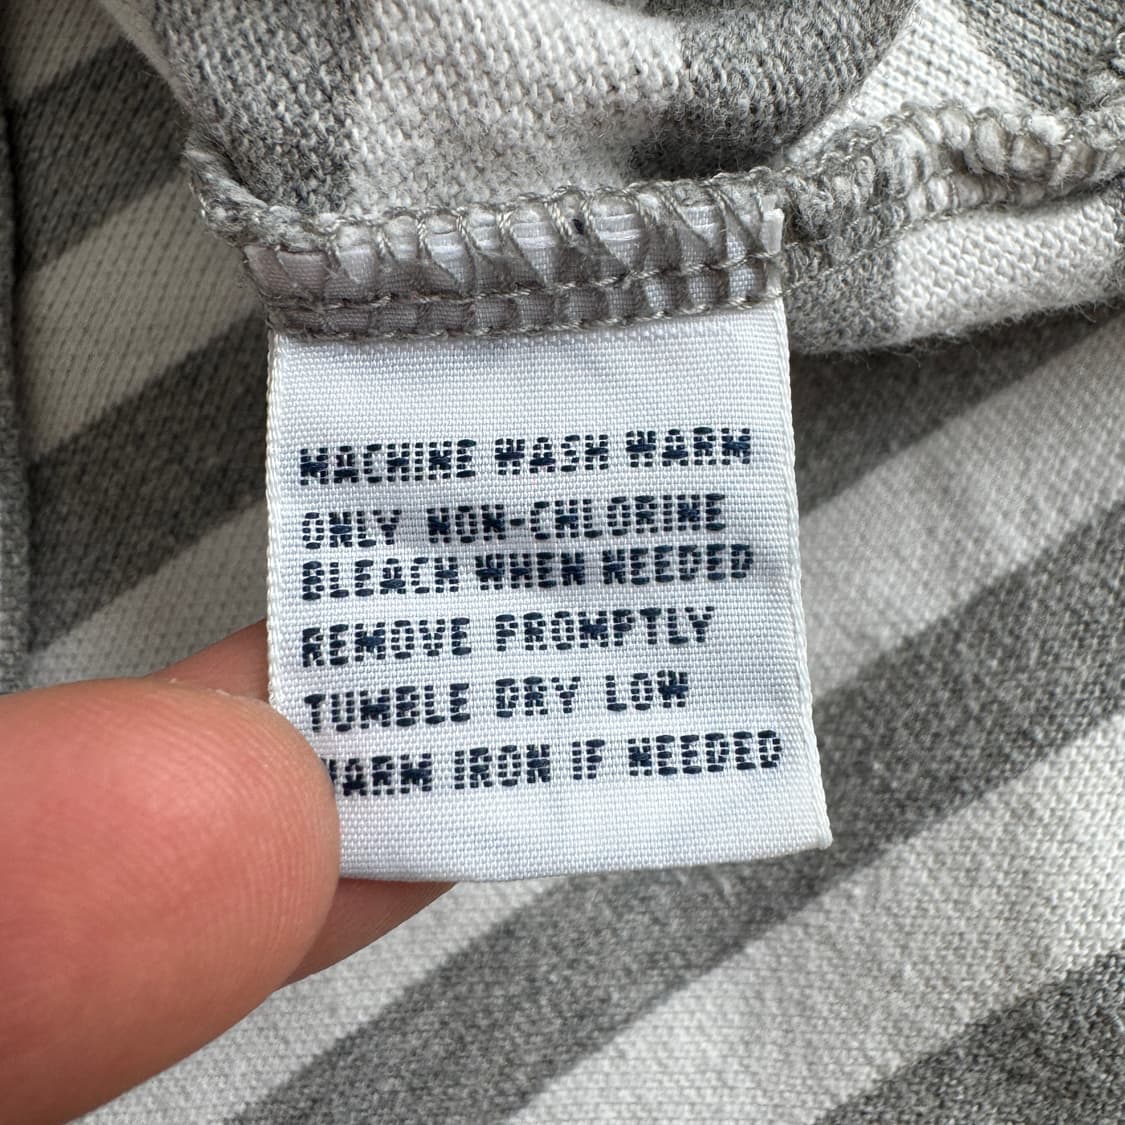 MACHINE WASH WARM
ONLY NON-CHLORINE
BLEACH WHEN NEEDED
REMOVE PROMPTLY
TUMBLE DRY LOW
WARM IRON IF NEEDED